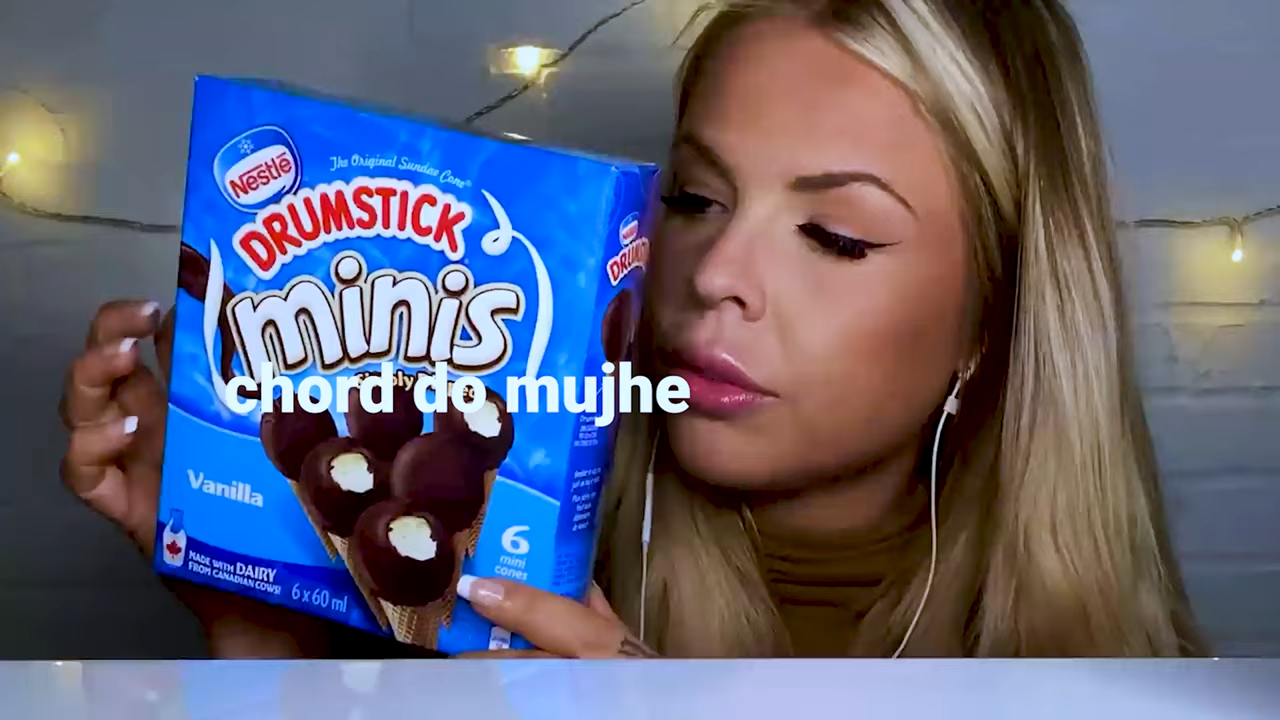 Nestlé
The Original Sundae Cone
DRUMSTICK
minis
chord do mujhe
Vanilla
6
mini
cones
MADE WITH DAIRY
FROM CANADIAN COWS!
6 x 60 ml